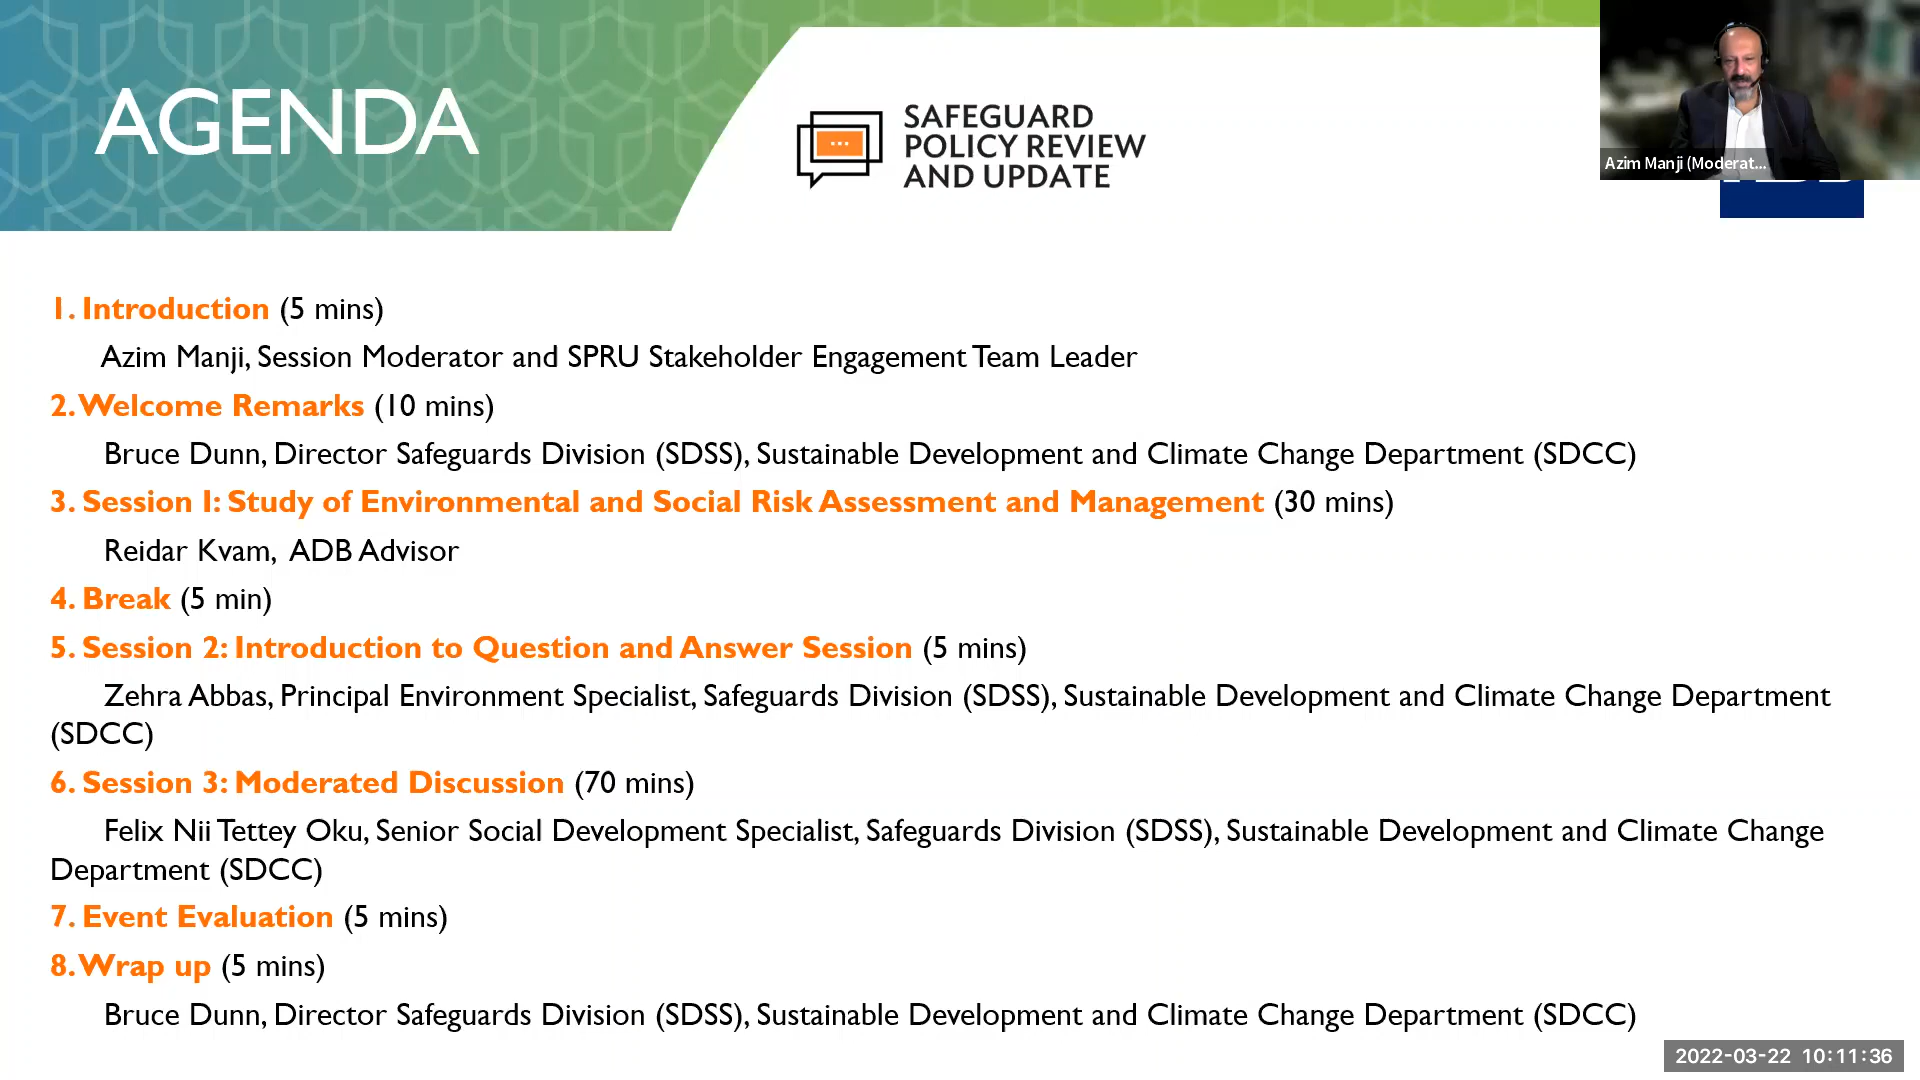 AGENDA
SAFEGUARD
POLICY REVIEW
AND UPDATE
Azim Manji (Moderat...
1. Introduction (5 mins)
Azim Manji, Session Moderator and SPRU Stakeholder Engagement Team Leader
2. Welcome Remarks (10 mins)
Bruce Dunn, Director Safeguards Division (SDSS), Sustainable Development and Climate Change Department (SDCC)
3. Session 1: Study of Environmental and Social Risk Assessment and Management (30 mins)
Reidar Kvam, ADB Advisor
4. Break (5 min)
5. Session 2: Introduction to Question and Answer Session (5 mins)
Zehra Abbas, Principal Environment Specialist, Safeguards Division (SDSS), Sustainable Development and Climate Change Department
(SDCC)
6. Session 3: Moderated Discussion (70 mins)
Felix Nii Tettey Oku, Senior Social Development Specialist, Safeguards Division (SDSS), Sustainable Development and Climate Change
Department (SDCC)
7. Event Evaluation (5 mins)
8. Wrap up (5 mins)
Bruce Dunn, Director Safeguards Division (SDSS), Sustainable Development and Climate Change Department (SDCC)
2022-03-22 10:11:36